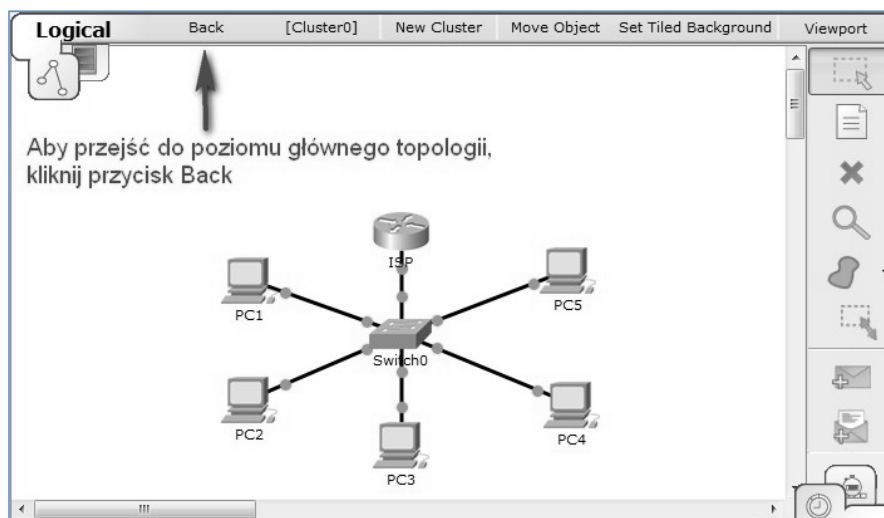 Logical Back [Cluster0] New Cluster Move Object Set Tiled Background Viewport
Aby przejść do poziomu głównego topologii,
kliknij przycisk Back
ISP
PC1
PC5
Switch0
PC2
PC4
PC3